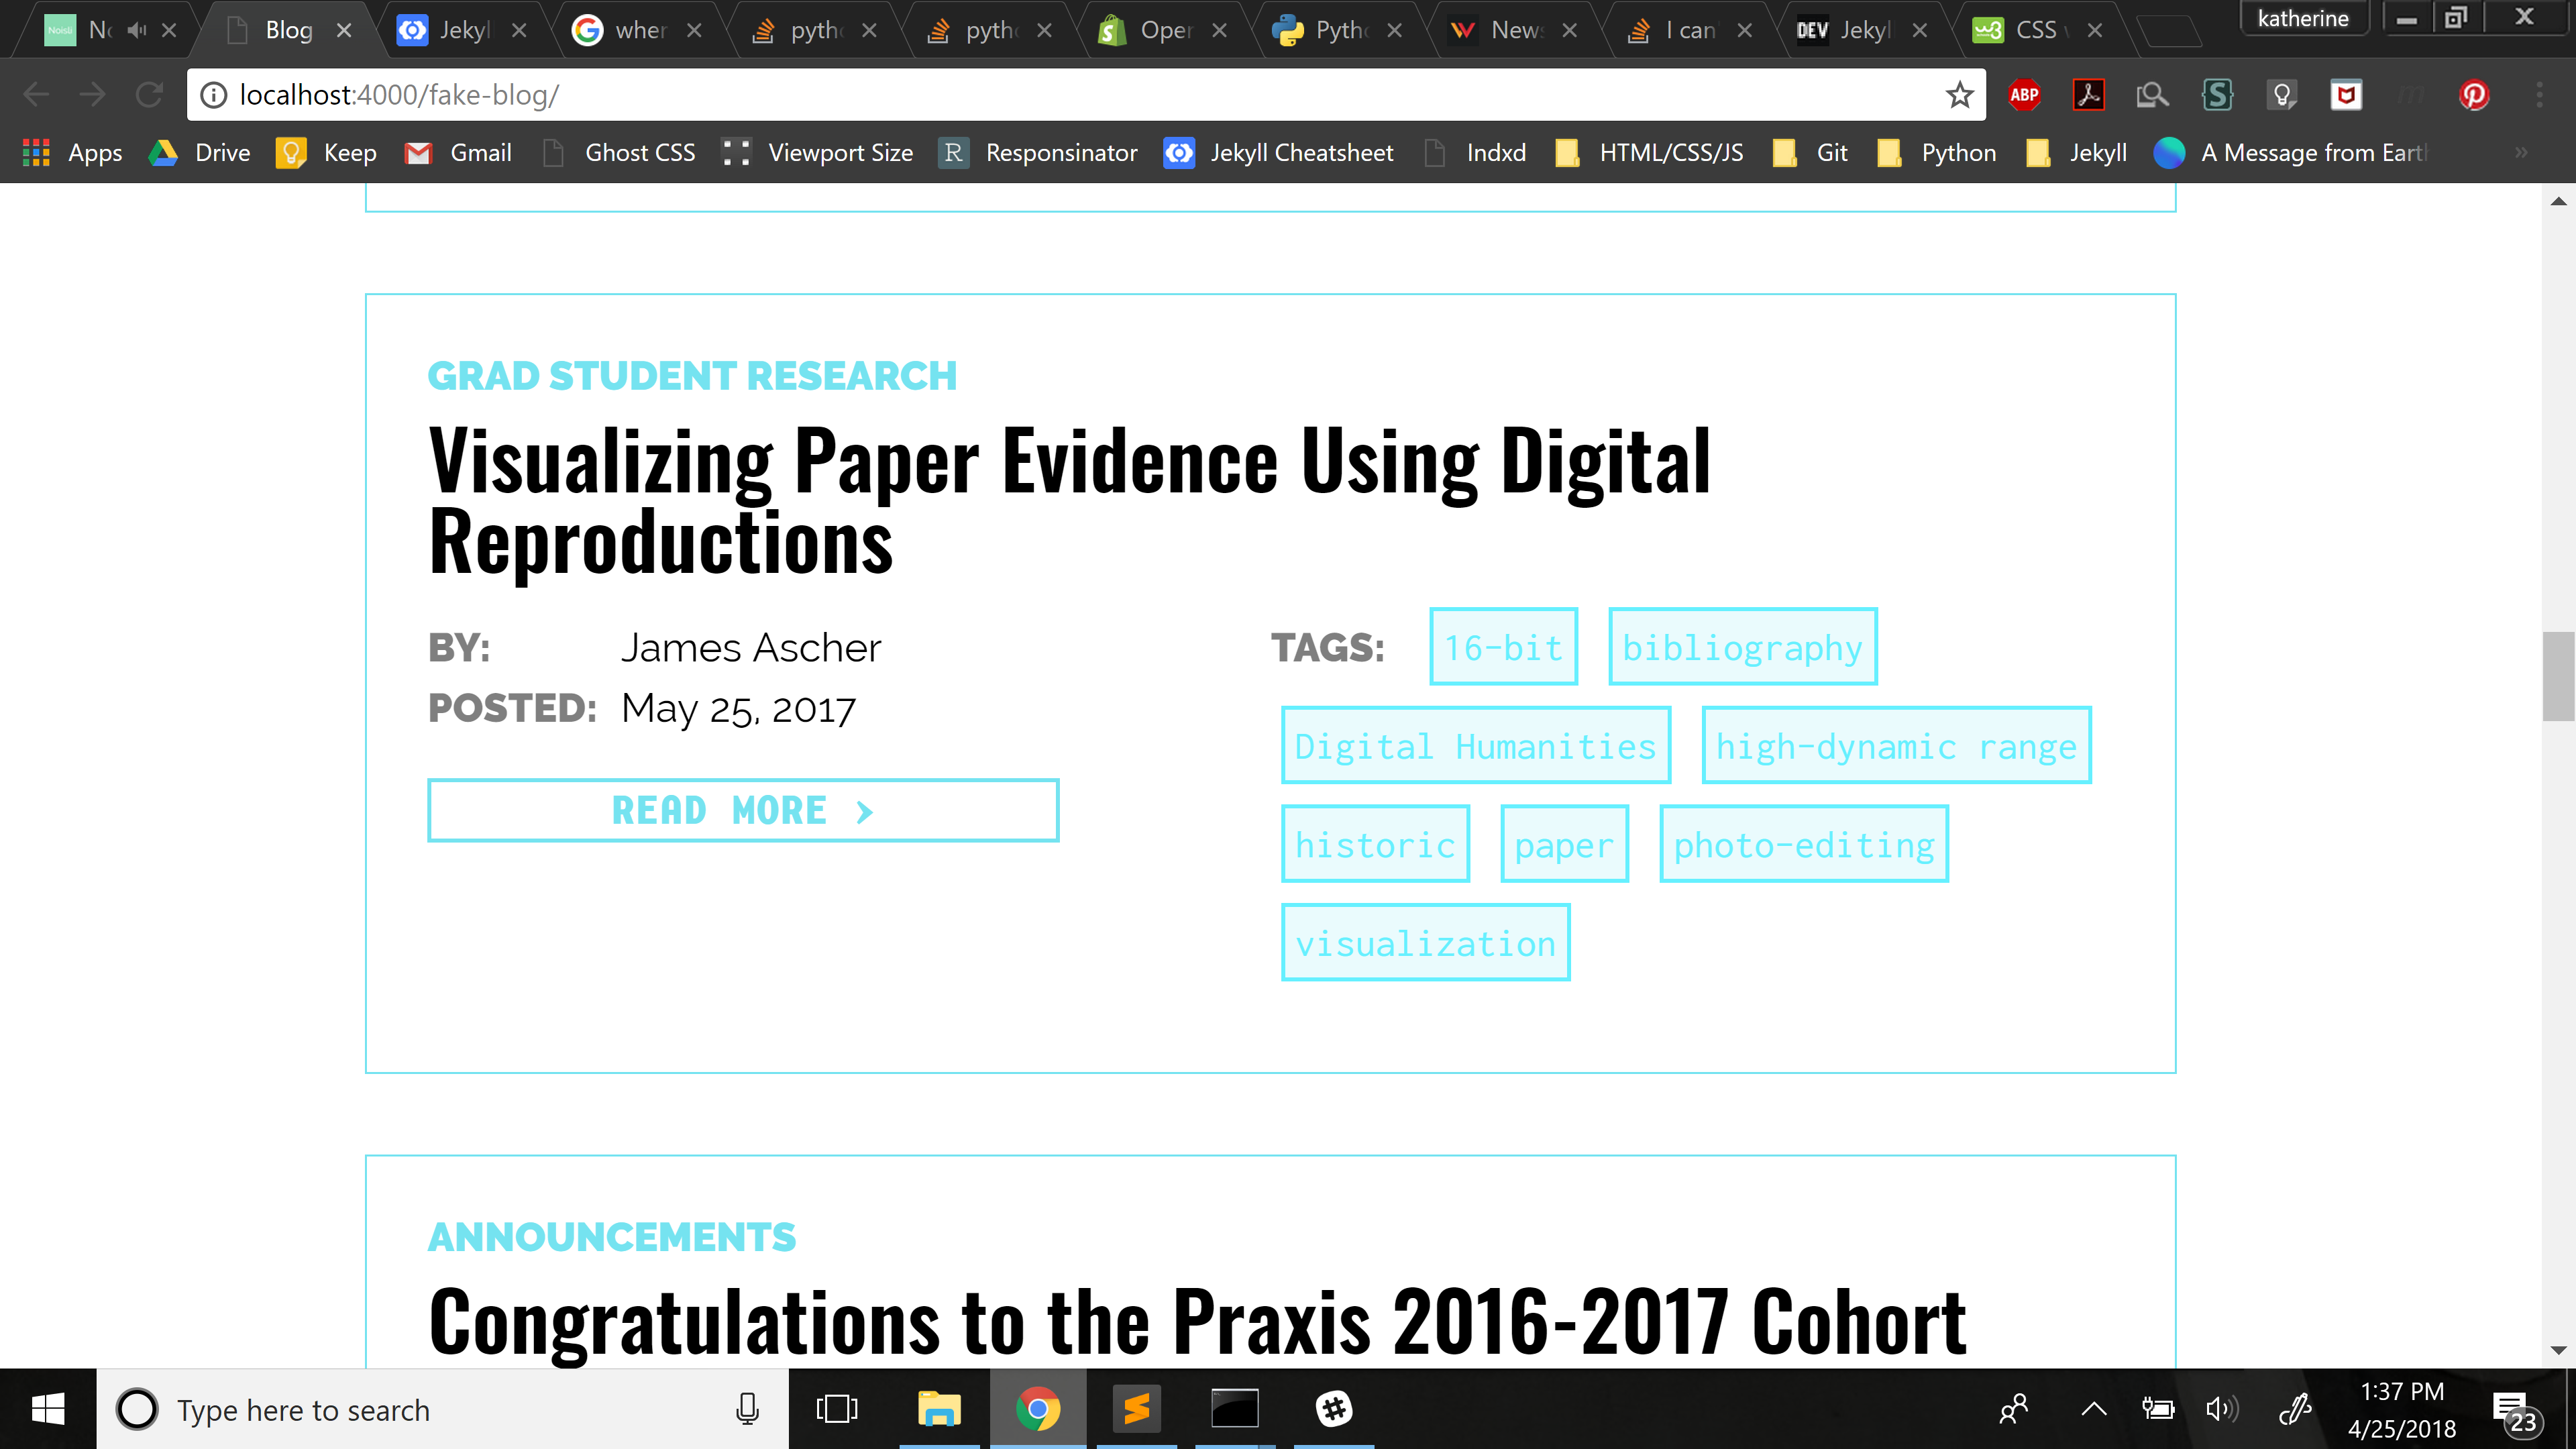 Noisli
Blog
Jekyl
wher
pyth
pyth
Oper
Pyth
News
I can
DEV Jekyl
w3 CSS
katherine
localhost:4000/fake-blog/
ABP
Apps Drive Keep Gmail Ghost CSS Viewport Size R Responsinator Jekyll Cheatsheet Indxd HTML/CSS/JS Git Python Jekyll A Message from Eart
GRAD STUDENT RESEARCH
Visualizing Paper Evidence Using Digital
Reproductions
BY: James Ascher
POSTED: May 25, 2017
READ MORE >
TAGS: 16-bit bibliography
Digital Humanities high-dynamic range
historic paper photo-editing
visualization
ANNOUNCEMENTS
Congratulations to the Praxis 2016-2017 Cohort
Type here to search
1:37 PM
4/25/2018
23